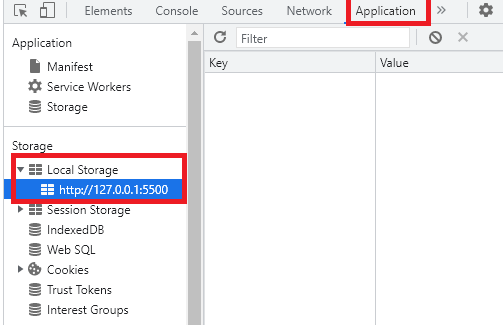 Elements Console Sources Network Application »
Application
Filter
Key Value
Manifest
Service Workers
Storage
Storage
Local Storage
http://127.0.0.1:5500
Session Storage
IndexedDB
Web SQL
Cookies
Trust Tokens
Interest Groups